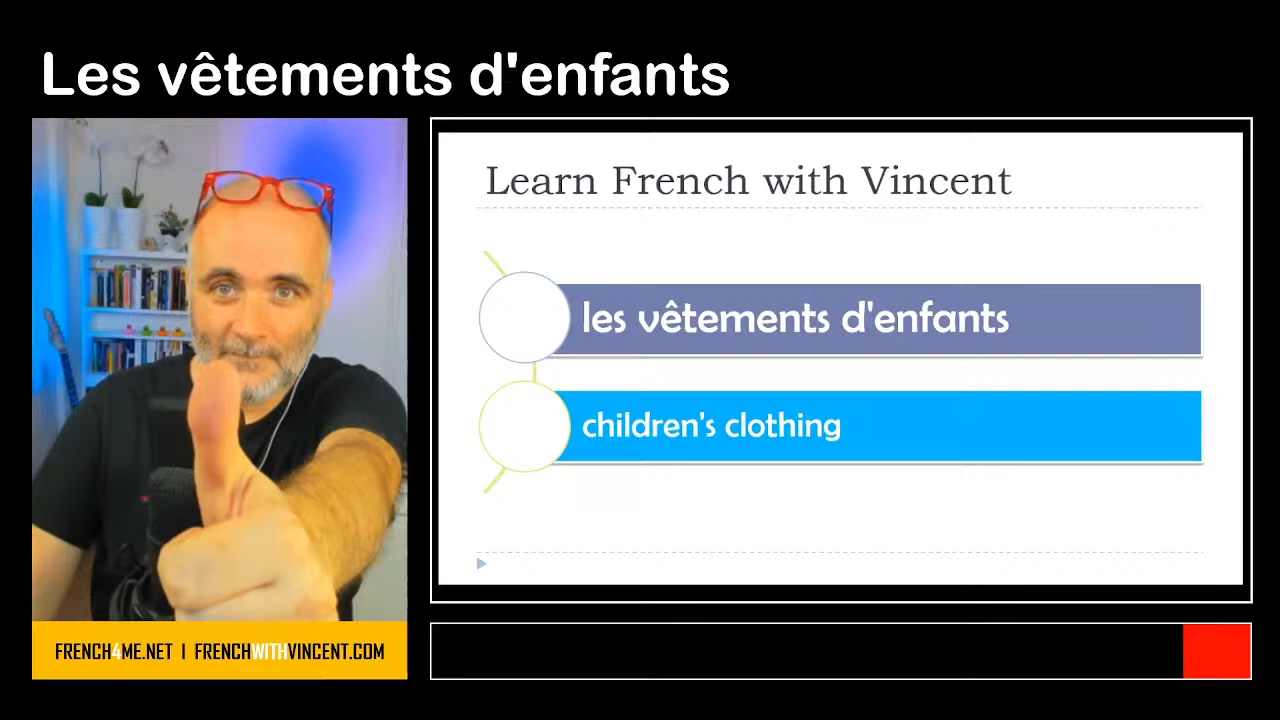 Les vêtements d'enfants
Learn French with Vincent
les vêtements d'enfants
children's clothing
FRENCH4ME.NET | FRENCHWITHVINCENT.COM